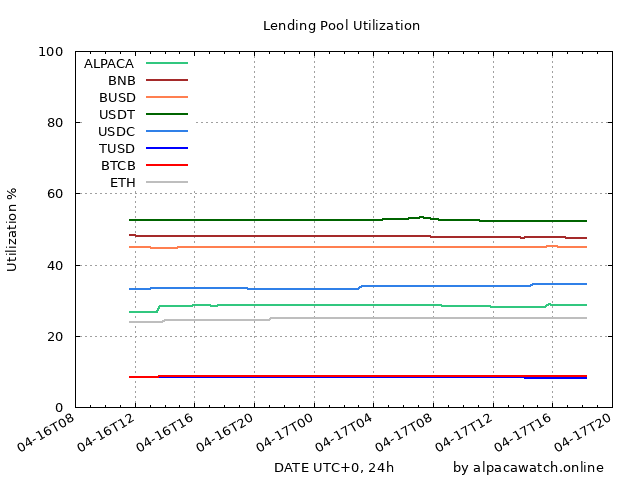 Lending Pool Utilization
100
80
60
40
20
0
Utilization %
ALPACA
BNB
BUSD
USDT
USDC
TUSD
BTCB
ETH
04-16T08
04-16T12
04-16T16
04-16T20
04-17T00
04-17T04
04-17T08
04-17T12
04-17T16
04-17T20
DATE UTC+0, 24h
by alpacawatch.online